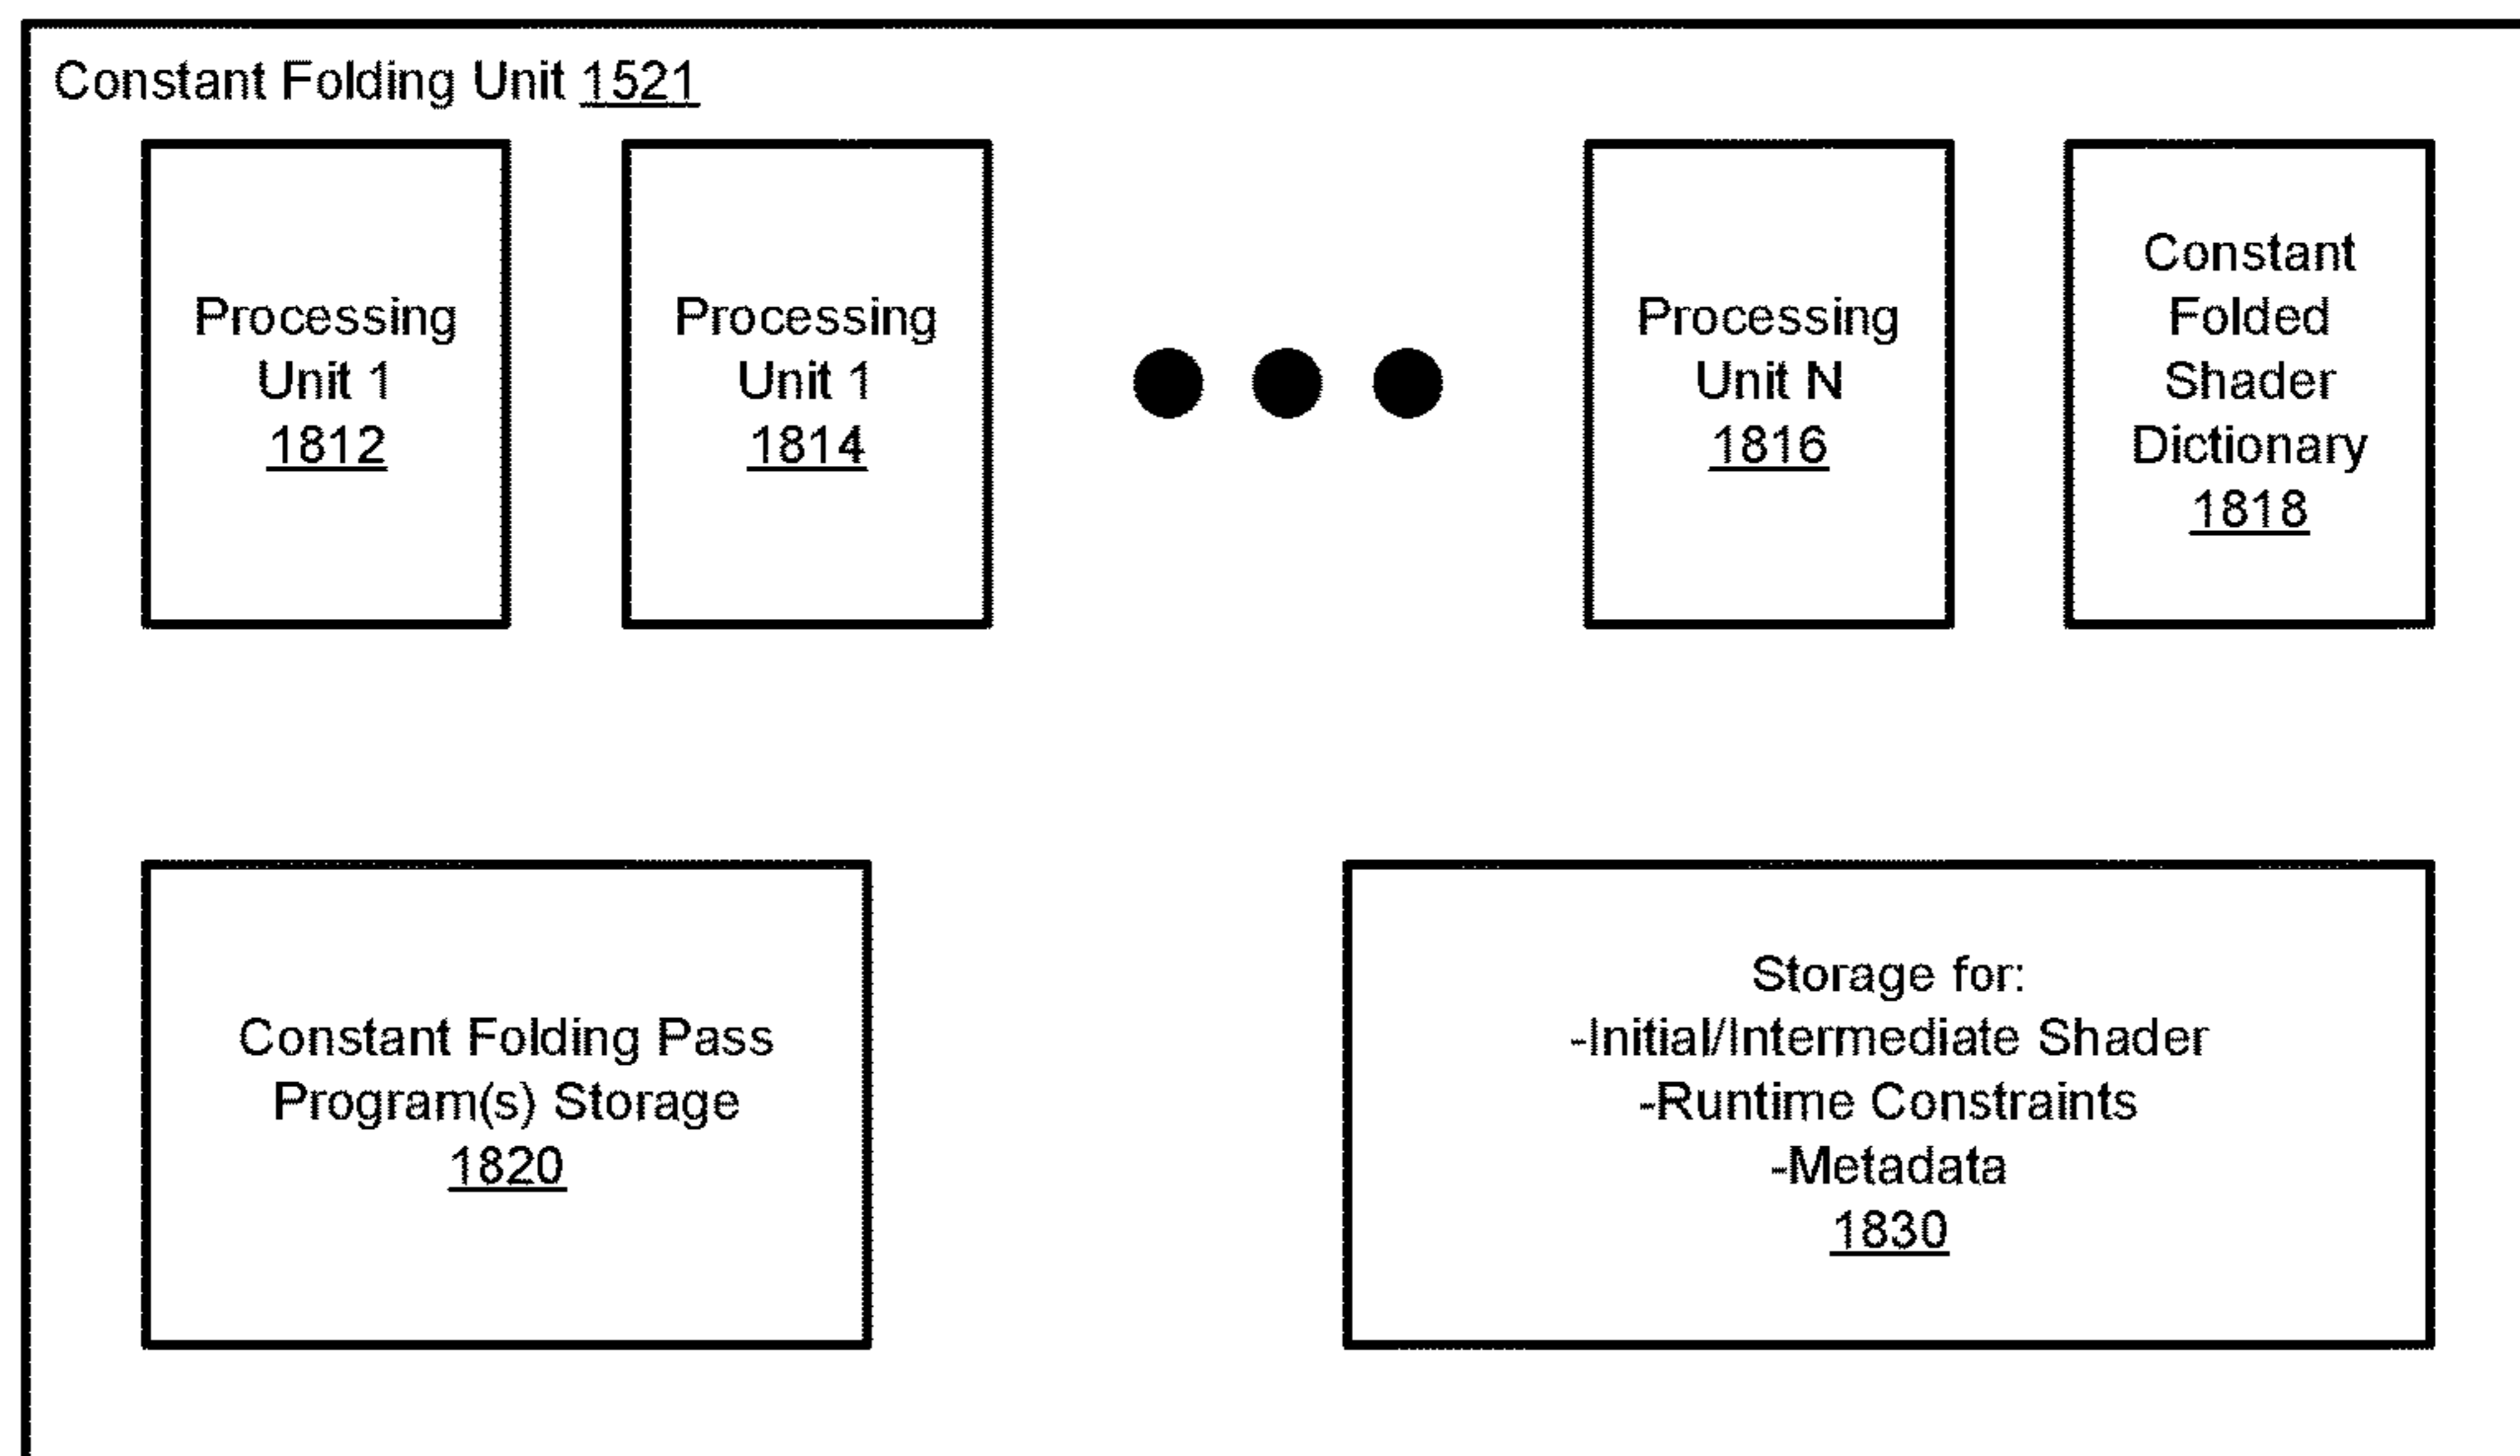 Constant Folding Unit 1521
Processing
Unit 1
1812
Processing
Unit 1
1814
Processing
Unit N
1816
Constant
Folded
Shader
Dictionary
1818
Constant Folding Pass
Program(s) Storage
1820
Storage for:
-Initial/Intermediate Shader
-Runtime Constraints
-Metadata
1830